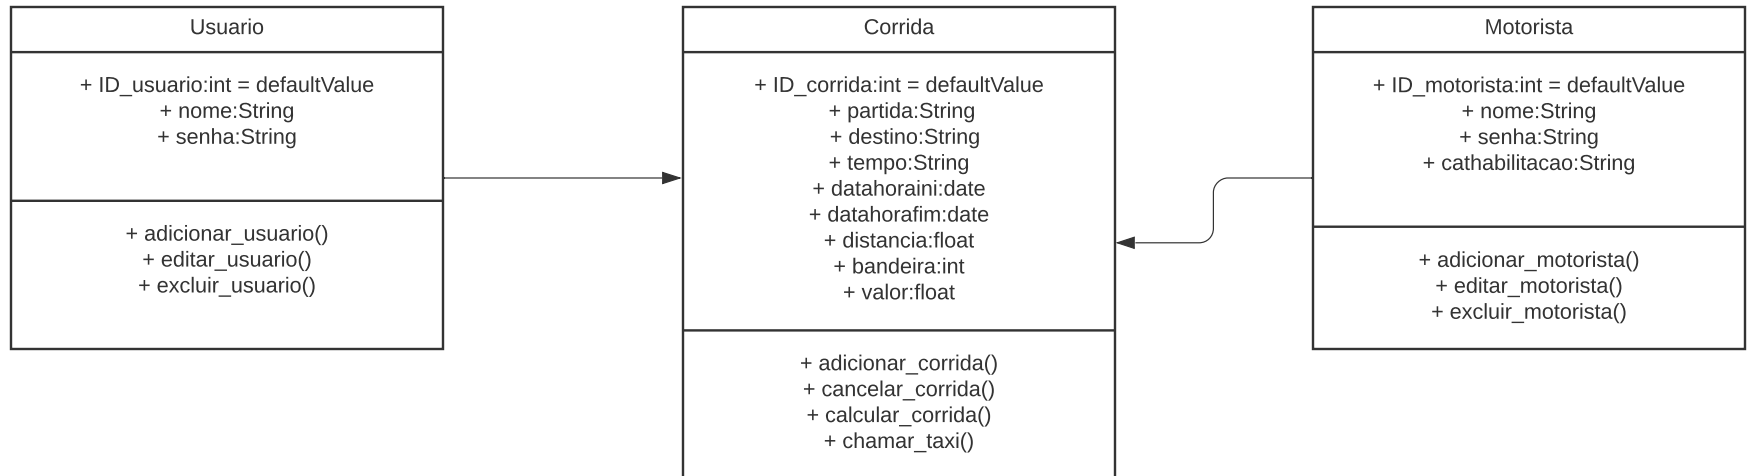 Usuario
+ ID_usuario:int = defaultValue
+ nome:String
+ senha:String
+ adicionar_usuario()
+ editar_usuario()
+ excluir_usuario()
Corrida
+ ID_corrida:int = defaultValue
+ partida:String
+ destino:String
+ tempo:String
+ datahoraini:date
+ datahorafim:date
+ distancia:float
+ bandeira:int
+ valor:float
+ adicionar_corrida()
+ cancelar_corrida()
+ calcular_corrida()
+ chamar_taxi()
Motorista
+ ID_motorista:int = defaultValue
+ nome:String
+ senha:String
+ cathabilitacao:String
+ adicionar_motorista()
+ editar_motorista()
+ excluir_motorista()